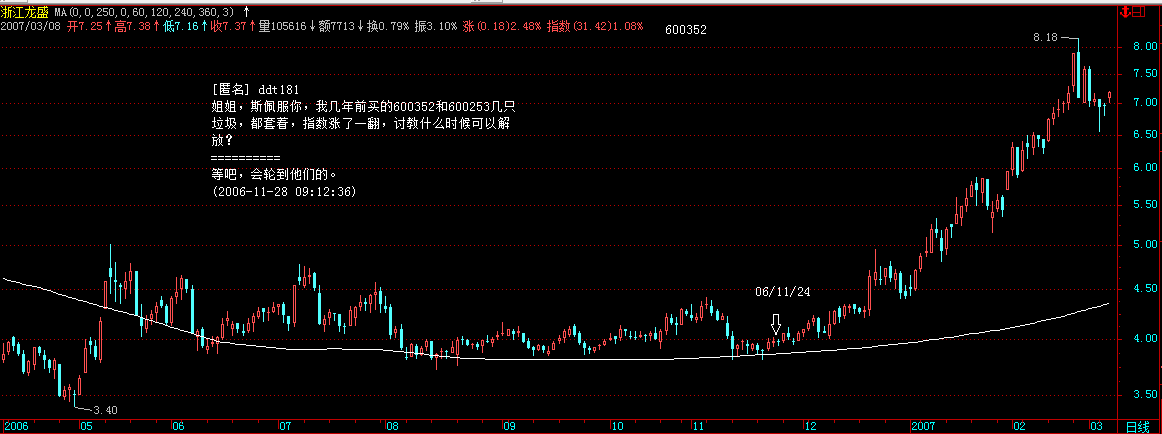 浙江龙盛 MA(0,0,250,0,60,120,240,360,3) ↑
2007/03/08 开7.25↑高7.38↑低7.16↓收7.37↑量105616↓额7713↓换0.79% 振3.10% 涨(0.18)2.48% 指数(31.42)1.08%
600352
8.18
[匿名] ddt181
姐姐，斯佩服你，我几年前买的600352和600253几只
垃圾，都套着，指数涨了一翻，讨教什么时候可以解
放？
==========
等吧，会轮到他们的。
(2006-11-28 09:12:36)
06/11/24
3.40
8.00
7.50
7.00
6.50
6.00
5.50
5.00
4.50
4.00
3.50
2006 05 06 07 08 09 10 11 12 2007 02 03 日线